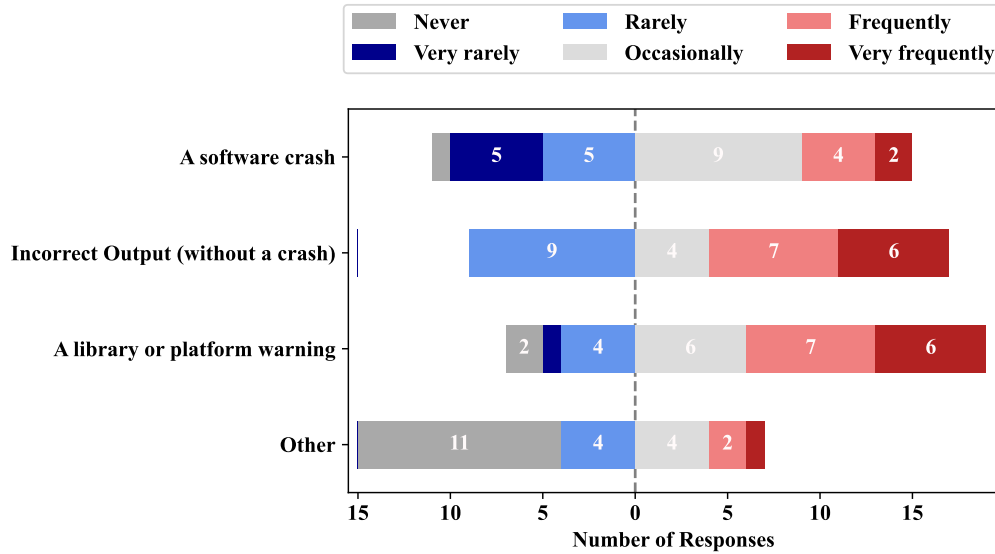 Never Rarely Frequently
Very rarely Occasionally Very frequently
A software crash 5 5 9 4 2
Incorrect Output (without a crash) 9 4 7 6
A library or platform warning 2 4 6 7 6
Other 11 4 4 2
15 10 5 0 5 10 15
Number of Responses